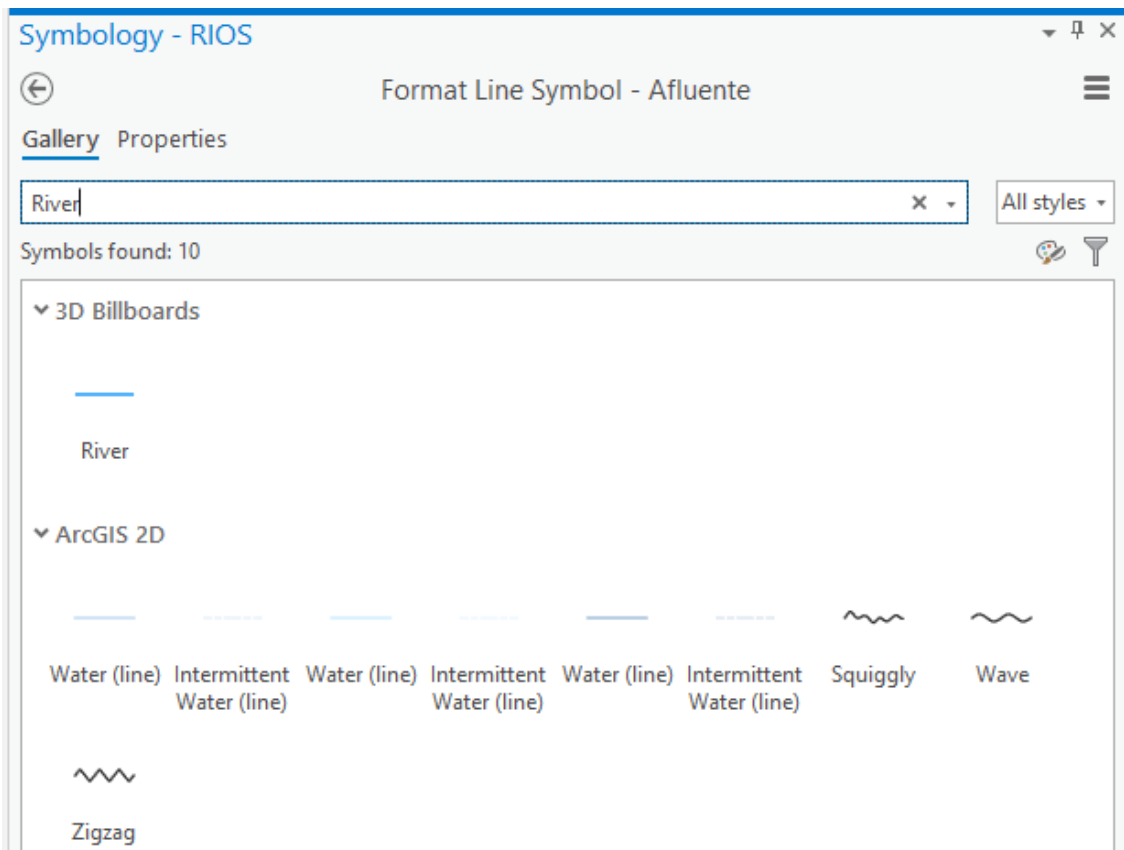 Symbology - RIOS
Format Line Symbol - Afluente
Gallery Properties
River All styles
Symbols found: 10
3D Billboards
River
ArcGIS 2D
Water (line) Intermittent Water (line) Intermittent Water (line) Intermittent Squiggly Wave
Water (line) Water (line) Water (line)
Zigzag